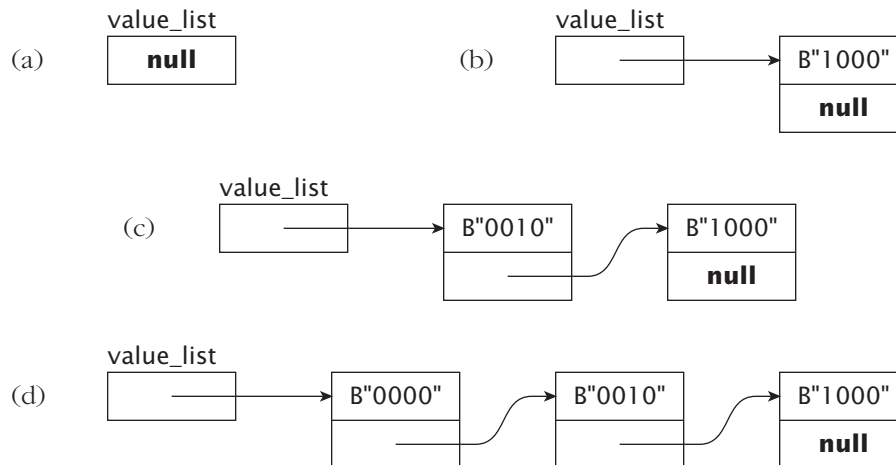 value_list
(a) null
value_list
(b) B"1000"
null
value_list
(c) B"0010" B"1000"
null
value_list
(d) B"0000" B"0010" B"1000"
null